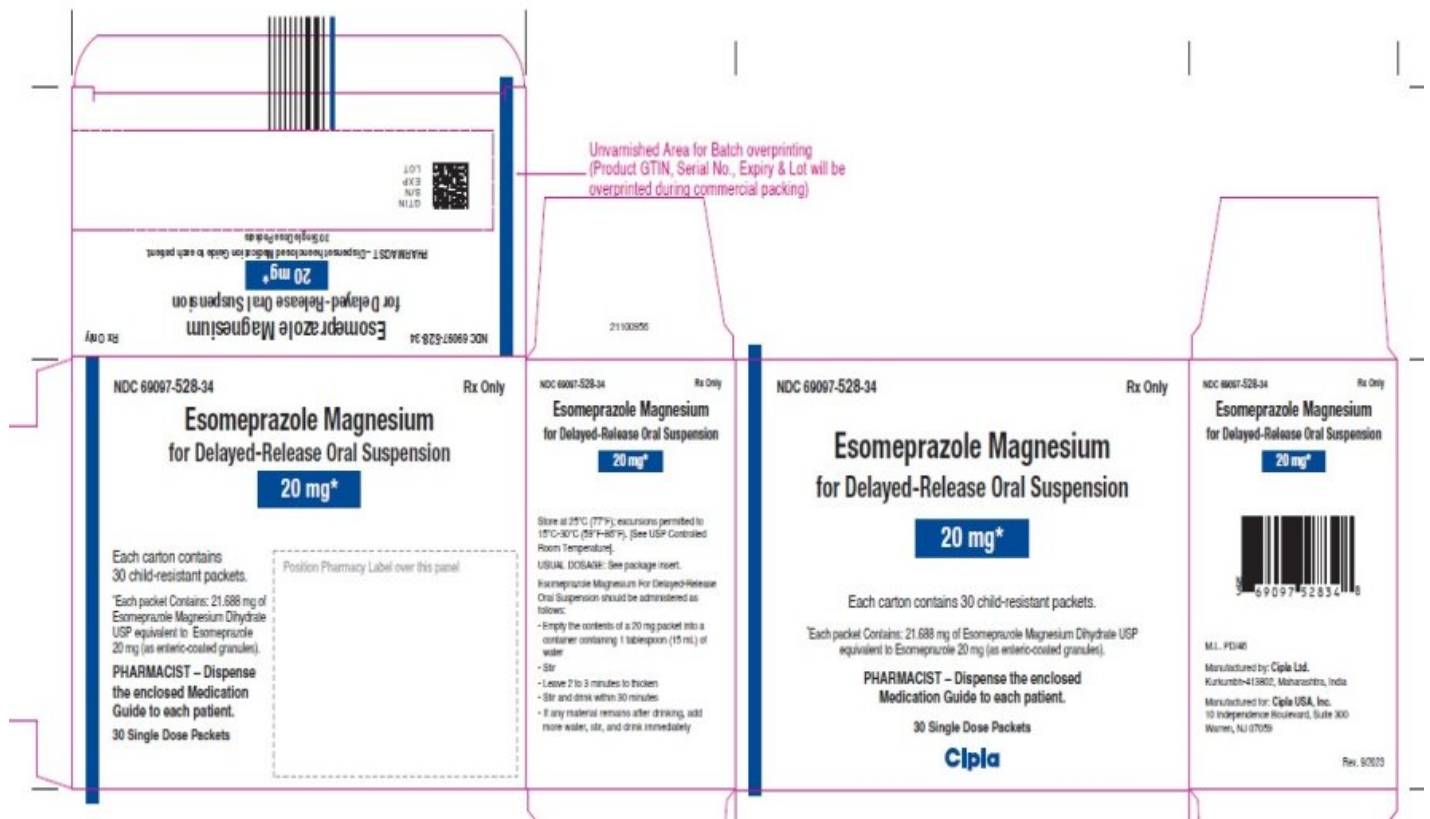 Unvarnished Area for Batch overprinting
(Product GTIN, Serial No., Expiry & Lot will be
overprinted during commercial packing)
GTIN
S/N
EXP
LOT
NDC 69097-528-34 Rx Only
Esomeprazole Magnesium
for Delayed-Release Oral Suspension
20 mg*
PHARMACIST – Dispense the enclosed Medication Guide to each patient.
30 Single Dose Packets
21100956
NDC 69097-528-34 Rx Only
Esomeprazole Magnesium
for Delayed-Release Oral Suspension
20 mg*
Each carton contains
30 child-resistant packets.
*Each packet Contains: 21.688 mg of
Esomeprazole Magnesium Dihydrate
USP equivalent to Esomeprazole
20 mg (as enteric-coated granules).
PHARMACIST – Dispense
the enclosed Medication
Guide to each patient.
30 Single Dose Packets
Position Pharmacy Label over this panel
NDC 69097-528-34 Rx Only
Esomeprazole Magnesium
for Delayed-Release Oral Suspension
20 mg*
Store at 25°C (77°F); excursions permitted to
15°C-30°C (59°F-86°F). [See USP Controlled
Room Temperature].
USUAL DOSAGE: See package insert.
Esomeprazole Magnesium For Delayed-Release
Oral Suspension should be administered as
follows:
• Empty the contents of a 20 mg packet into a
container containing 1 tablespoon (15 mL) of
water
• Stir
• Leave 2 to 3 minutes to thicken
• Stir and drink within 30 minutes
• If any material remains after drinking, add
more water, stir, and drink immediately
NDC 69097-528-34 Rx Only
Esomeprazole Magnesium
for Delayed-Release Oral Suspension
20 mg*
Each carton contains 30 child-resistant packets.
*Each packet Contains: 21.688 mg of Esomeprazole Magnesium Dihydrate USP
equivalent to Esomeprazole 20 mg (as enteric-coated granules).
PHARMACIST – Dispense the enclosed
Medication Guide to each patient.
30 Single Dose Packets
Cipla
NDC 69097-528-34 Rx Only
Esomeprazole Magnesium
for Delayed-Release Oral Suspension
20 mg*
N3 69097 52834 8
M.L. PD/46
Manufactured by: Cipla Ltd.
Kurkumbh-413802, Maharashtra, India
Manufactured for: Cipla USA, Inc.
10 Independence Boulevard, Suite 300
Warren, NJ 07059
Rev. 9/2023